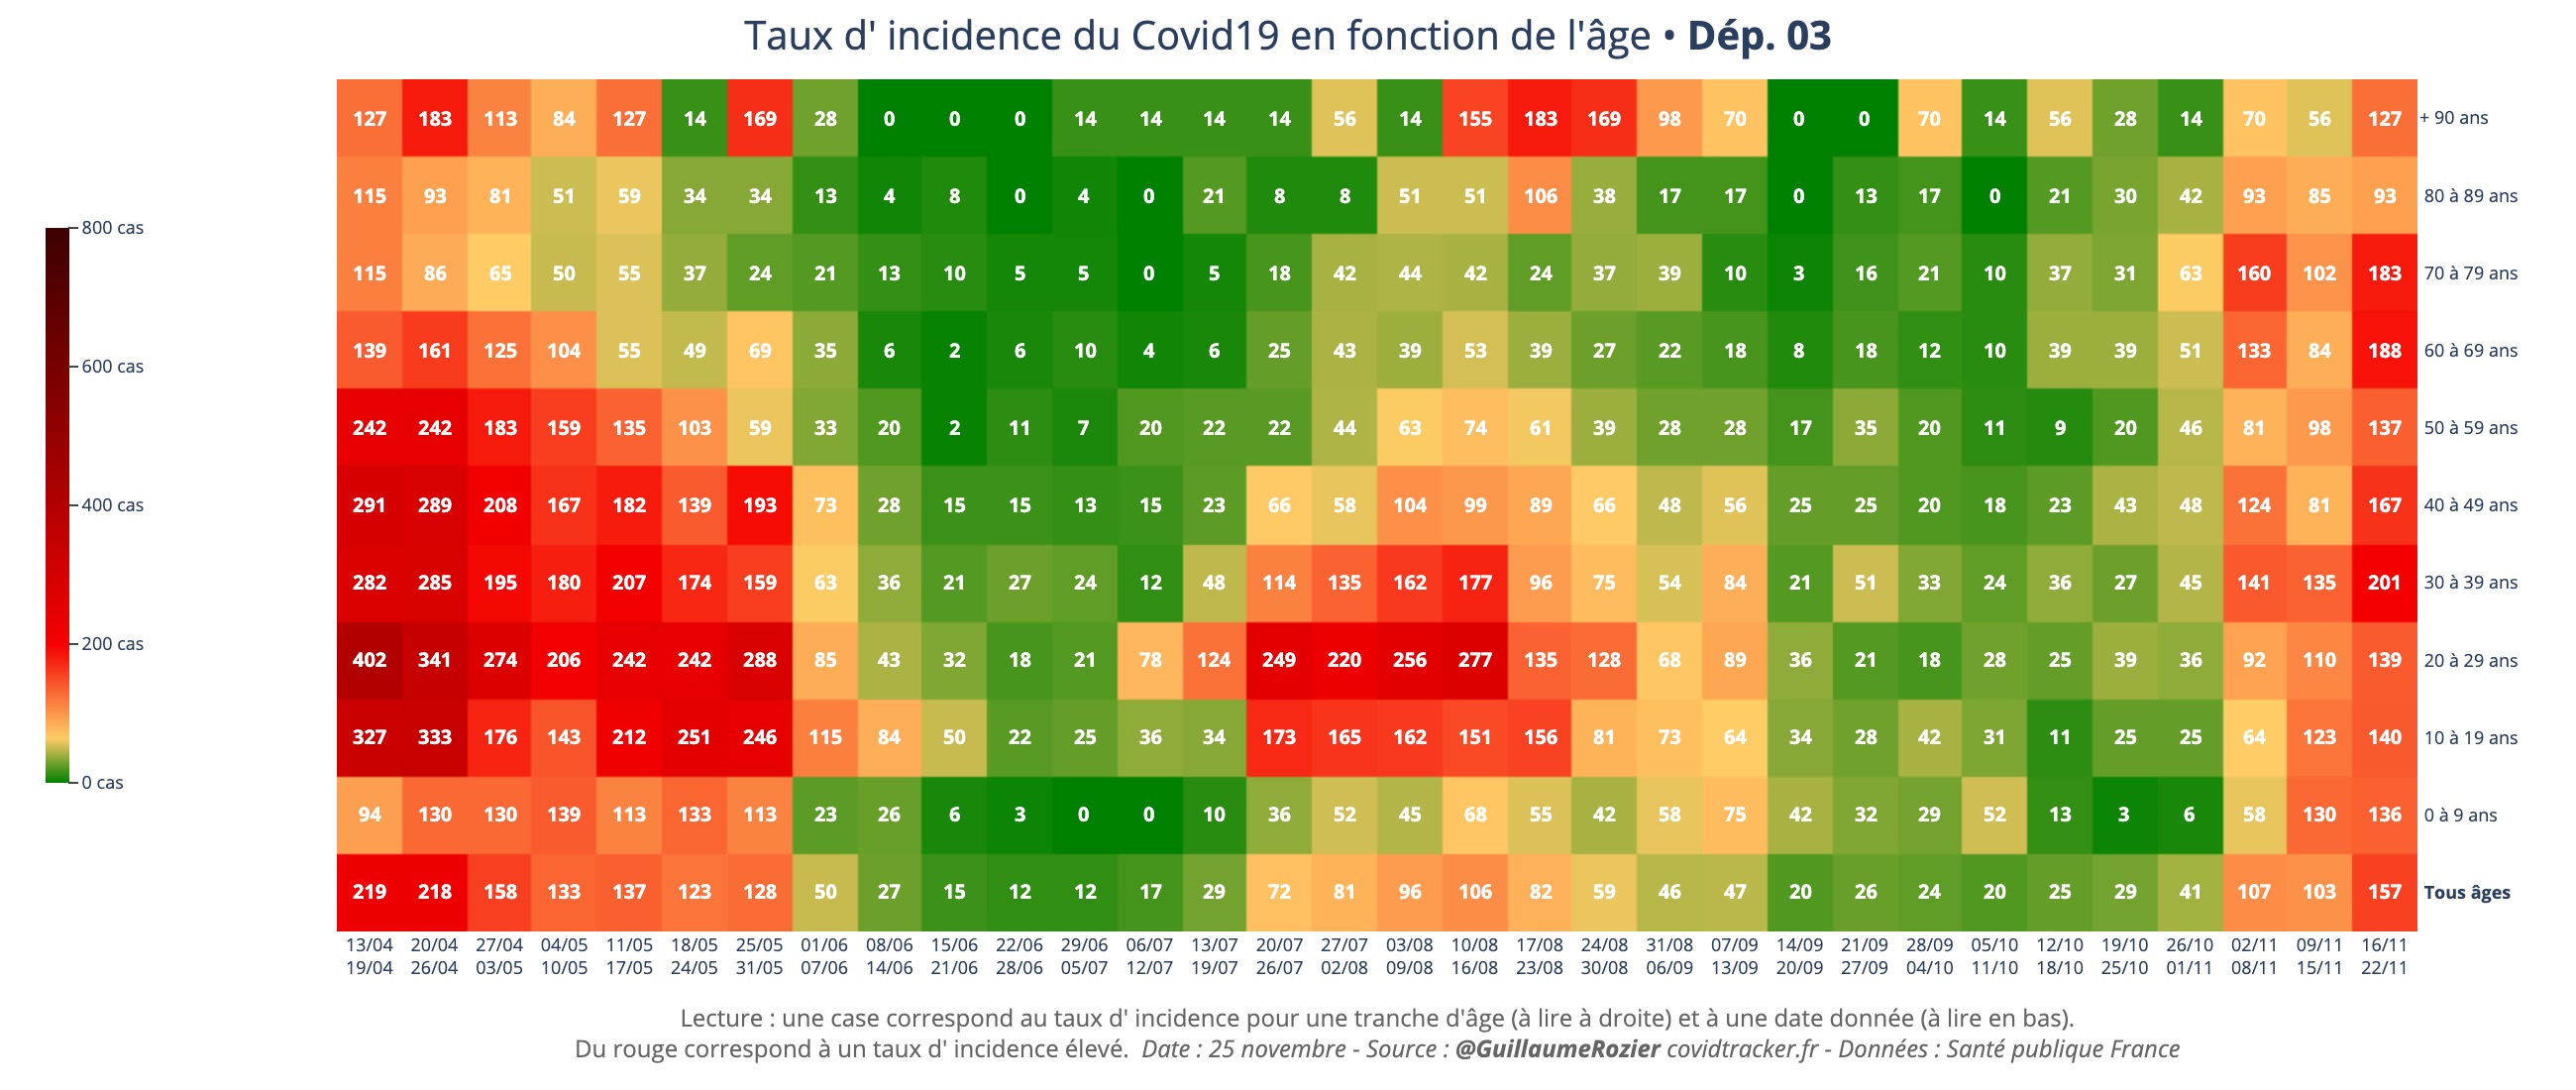 Taux d' incidence du Covid19 en fonction de l'âge • Dép. 03
127 183 113 84 127 14 169 28 0 0 0 14 14 14 14 56 14 155 183 169 98 70 0 0 70 14 56 28 14 70 56 127 + 90 ans
115 93 81 51 59 34 34 13 4 8 0 4 0 21 8 8 51 51 106 38 17 17 0 13 17 0 21 30 42 93 85 93 80 à 89 ans
800 cas
115 86 65 50 55 37 24 21 13 10 5 5 0 5 18 42 44 42 24 37 39 10 3 16 21 10 37 31 63 160 102 183 70 à 79 ans
139 161 125 104 55 49 69 35 6 2 6 10 4 6 25 43 39 53 39 27 22 18 8 18 12 10 39 39 51 133 84 188 60 à 69 ans
600 cas
242 242 183 159 135 103 59 33 20 2 11 7 20 22 22 44 63 74 61 39 28 28 17 35 20 11 9 20 46 81 98 137 50 à 59 ans
400 cas
291 289 208 167 182 139 193 73 28 15 15 13 15 23 66 58 104 99 89 66 48 56 25 25 20 18 23 43 48 124 81 167 40 à 49 ans
282 285 195 180 207 174 159 63 36 21 27 24 12 48 114 135 162 177 96 75 54 84 21 51 33 24 36 27 45 141 135 201 30 à 39 ans
200 cas
402 341 274 206 242 242 288 85 43 32 18 21 78 124 249 220 256 277 135 128 68 89 36 21 18 28 25 39 36 92 110 139 20 à 29 ans
327 333 176 143 212 251 246 115 84 50 22 25 36 34 173 165 162 151 156 81 73 64 34 28 42 31 11 25 25 64 123 140 10 à 19 ans
0 cas
94 130 130 139 113 133 113 23 26 6 3 0 0 10 36 52 45 68 55 42 58 75 42 32 29 52 13 3 6 58 130 136 0 à 9 ans
219 218 158 133 137 123 128 50 27 15 12 12 17 29 72 81 96 106 82 59 46 47 20 26 24 20 25 29 41 107 103 157 Tous âges
13/04 20/04 27/04 04/05 11/05 18/05 25/05 01/06 08/06 15/06 22/06 29/06 06/07 13/07 20/07 27/07 03/08 10/08 17/08 24/08 31/08 07/09 14/09 21/09 28/09 05/10 12/10 19/10 26/10 02/11 09/11 16/11
19/04 26/04 03/05 10/05 17/05 24/05 31/05 07/06 14/06 21/06 28/06 05/07 12/07 19/07 26/07 02/08 09/08 16/08 23/08 30/08 06/09 13/09 20/09 27/09 04/10 11/10 18/10 25/10 01/11 08/11 15/11 22/11
Lecture : une case correspond au taux d' incidence pour une tranche d'âge (à lire à droite) et à une date donnée (à lire en bas).
Du rouge correspond à un taux d' incidence élevé. Date : 25 novembre - Source : @GuillaumeRozier covidtracker.fr - Données : Santé publique France